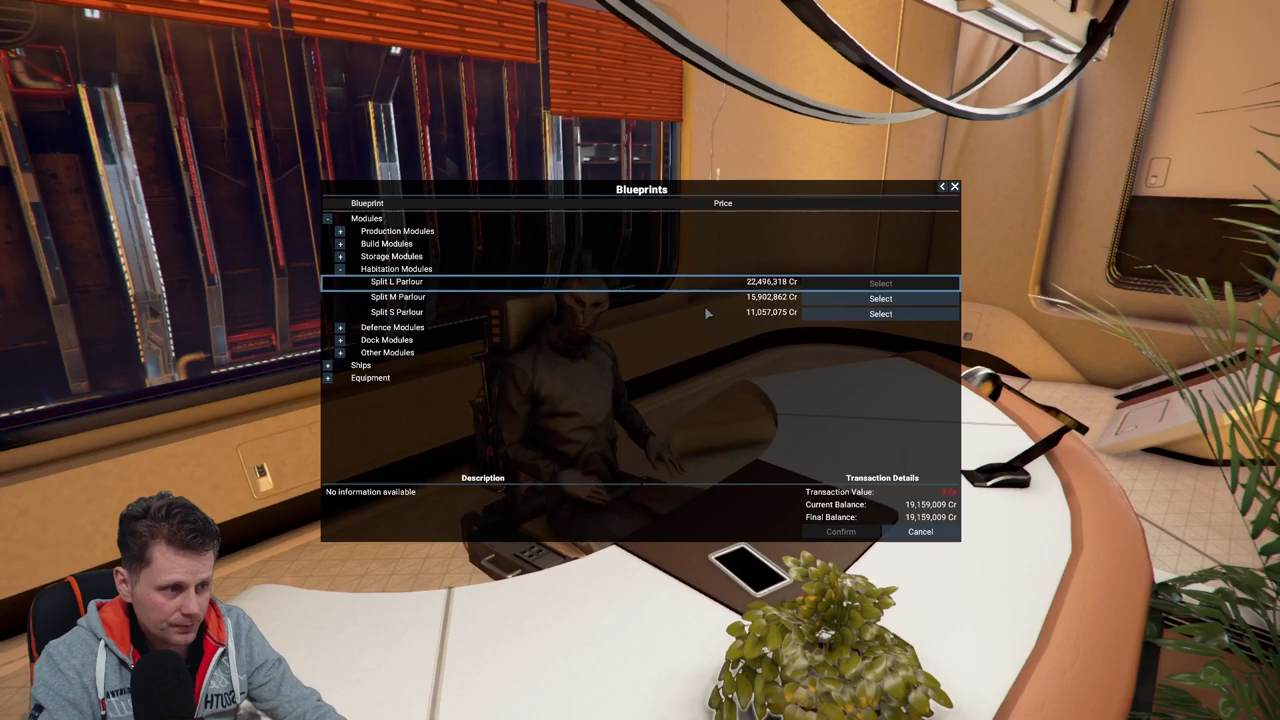 Blueprints
Blueprint Price
- Modules
+ Production Modules
+ Build Modules
+ Storage Modules
- Habitation Modules
Split L Parlour 22,496,318 Cr Select
Split M Parlour 15,902,862 Cr Select
Split S Parlour 11,057,075 Cr Select
+ Defence Modules
+ Dock Modules
+ Other Modules
+ Ships
+ Equipment
Description
No information available
Transaction Details
Transaction Value: 0 Cr
Current Balance: 19,159,009 Cr
Final Balance: 19,159,009 Cr
Confirm Cancel